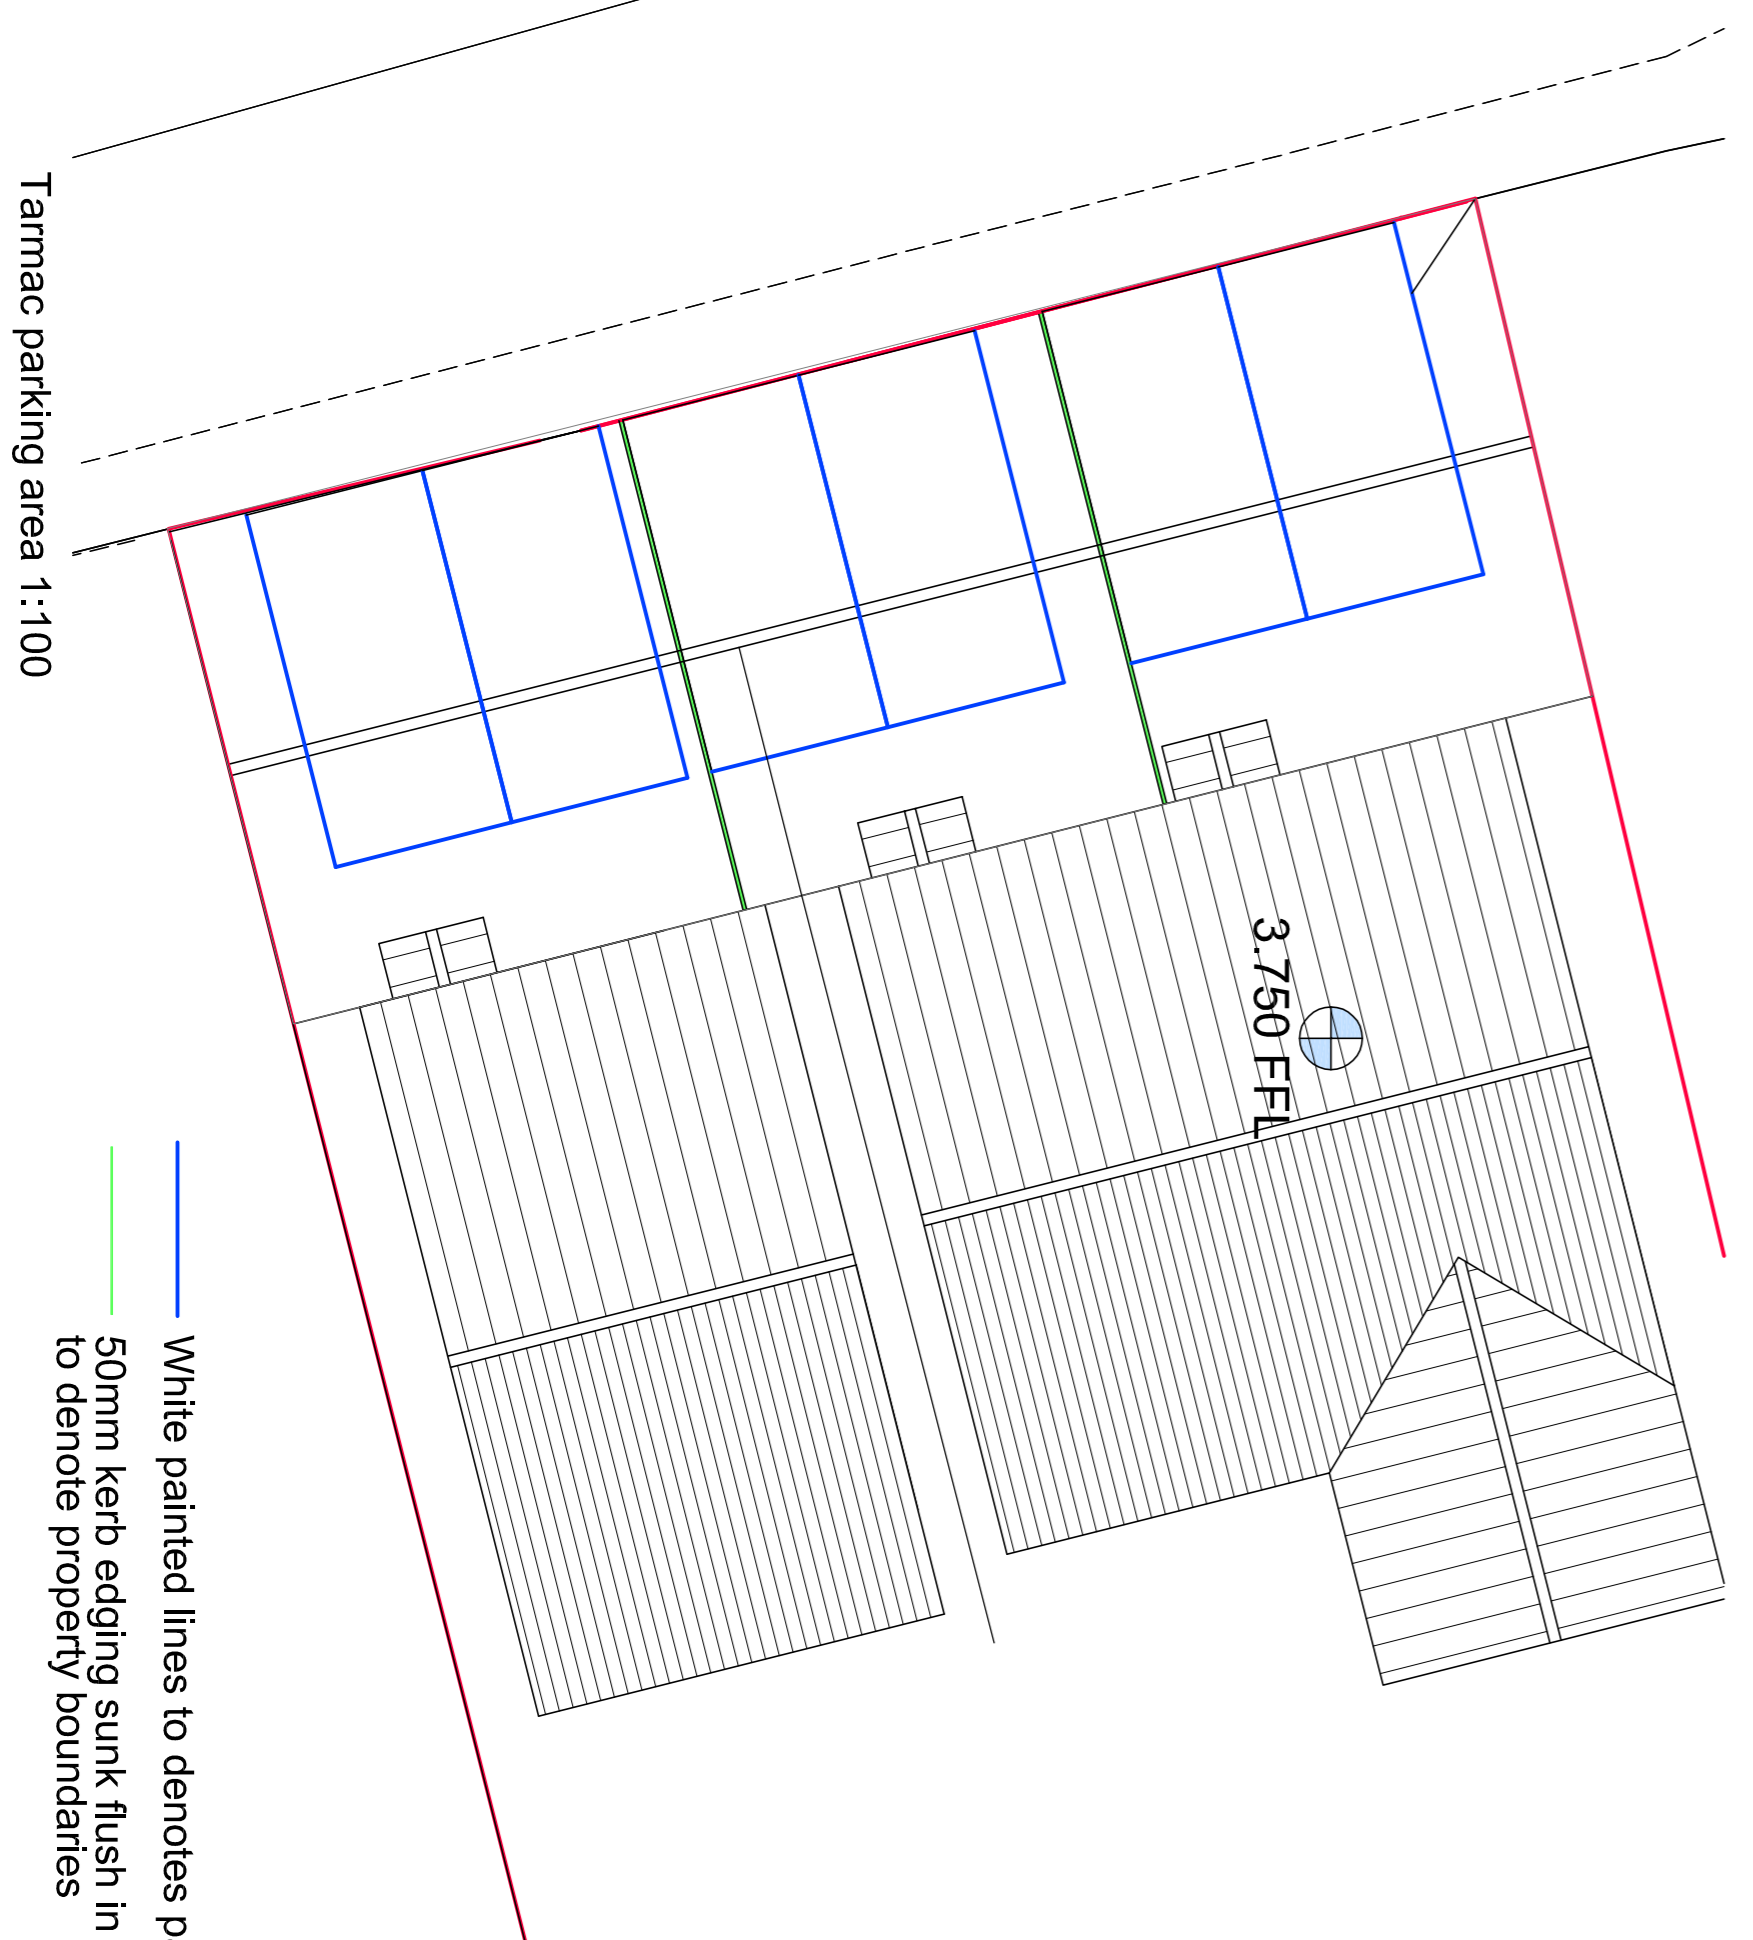 3.750 FFL
White painted lines to denotes
50mm kerb edging sunk flush in
to denote property boundaries
Tarmac parking area 1:100